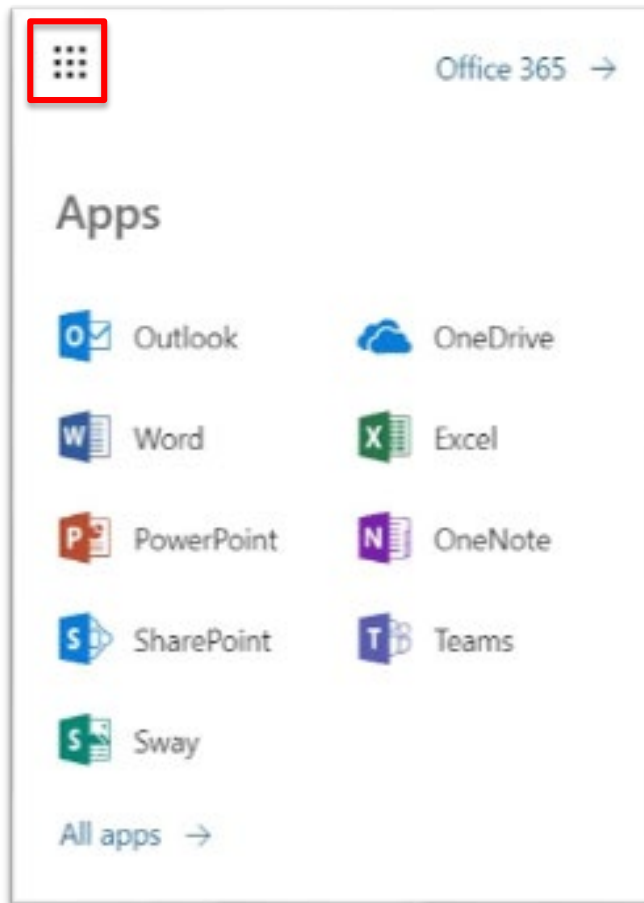 Office 365 →
Apps
Outlook
OneDrive
Word
Excel
PowerPoint
OneNote
SharePoint
Teams
Sway
All apps →